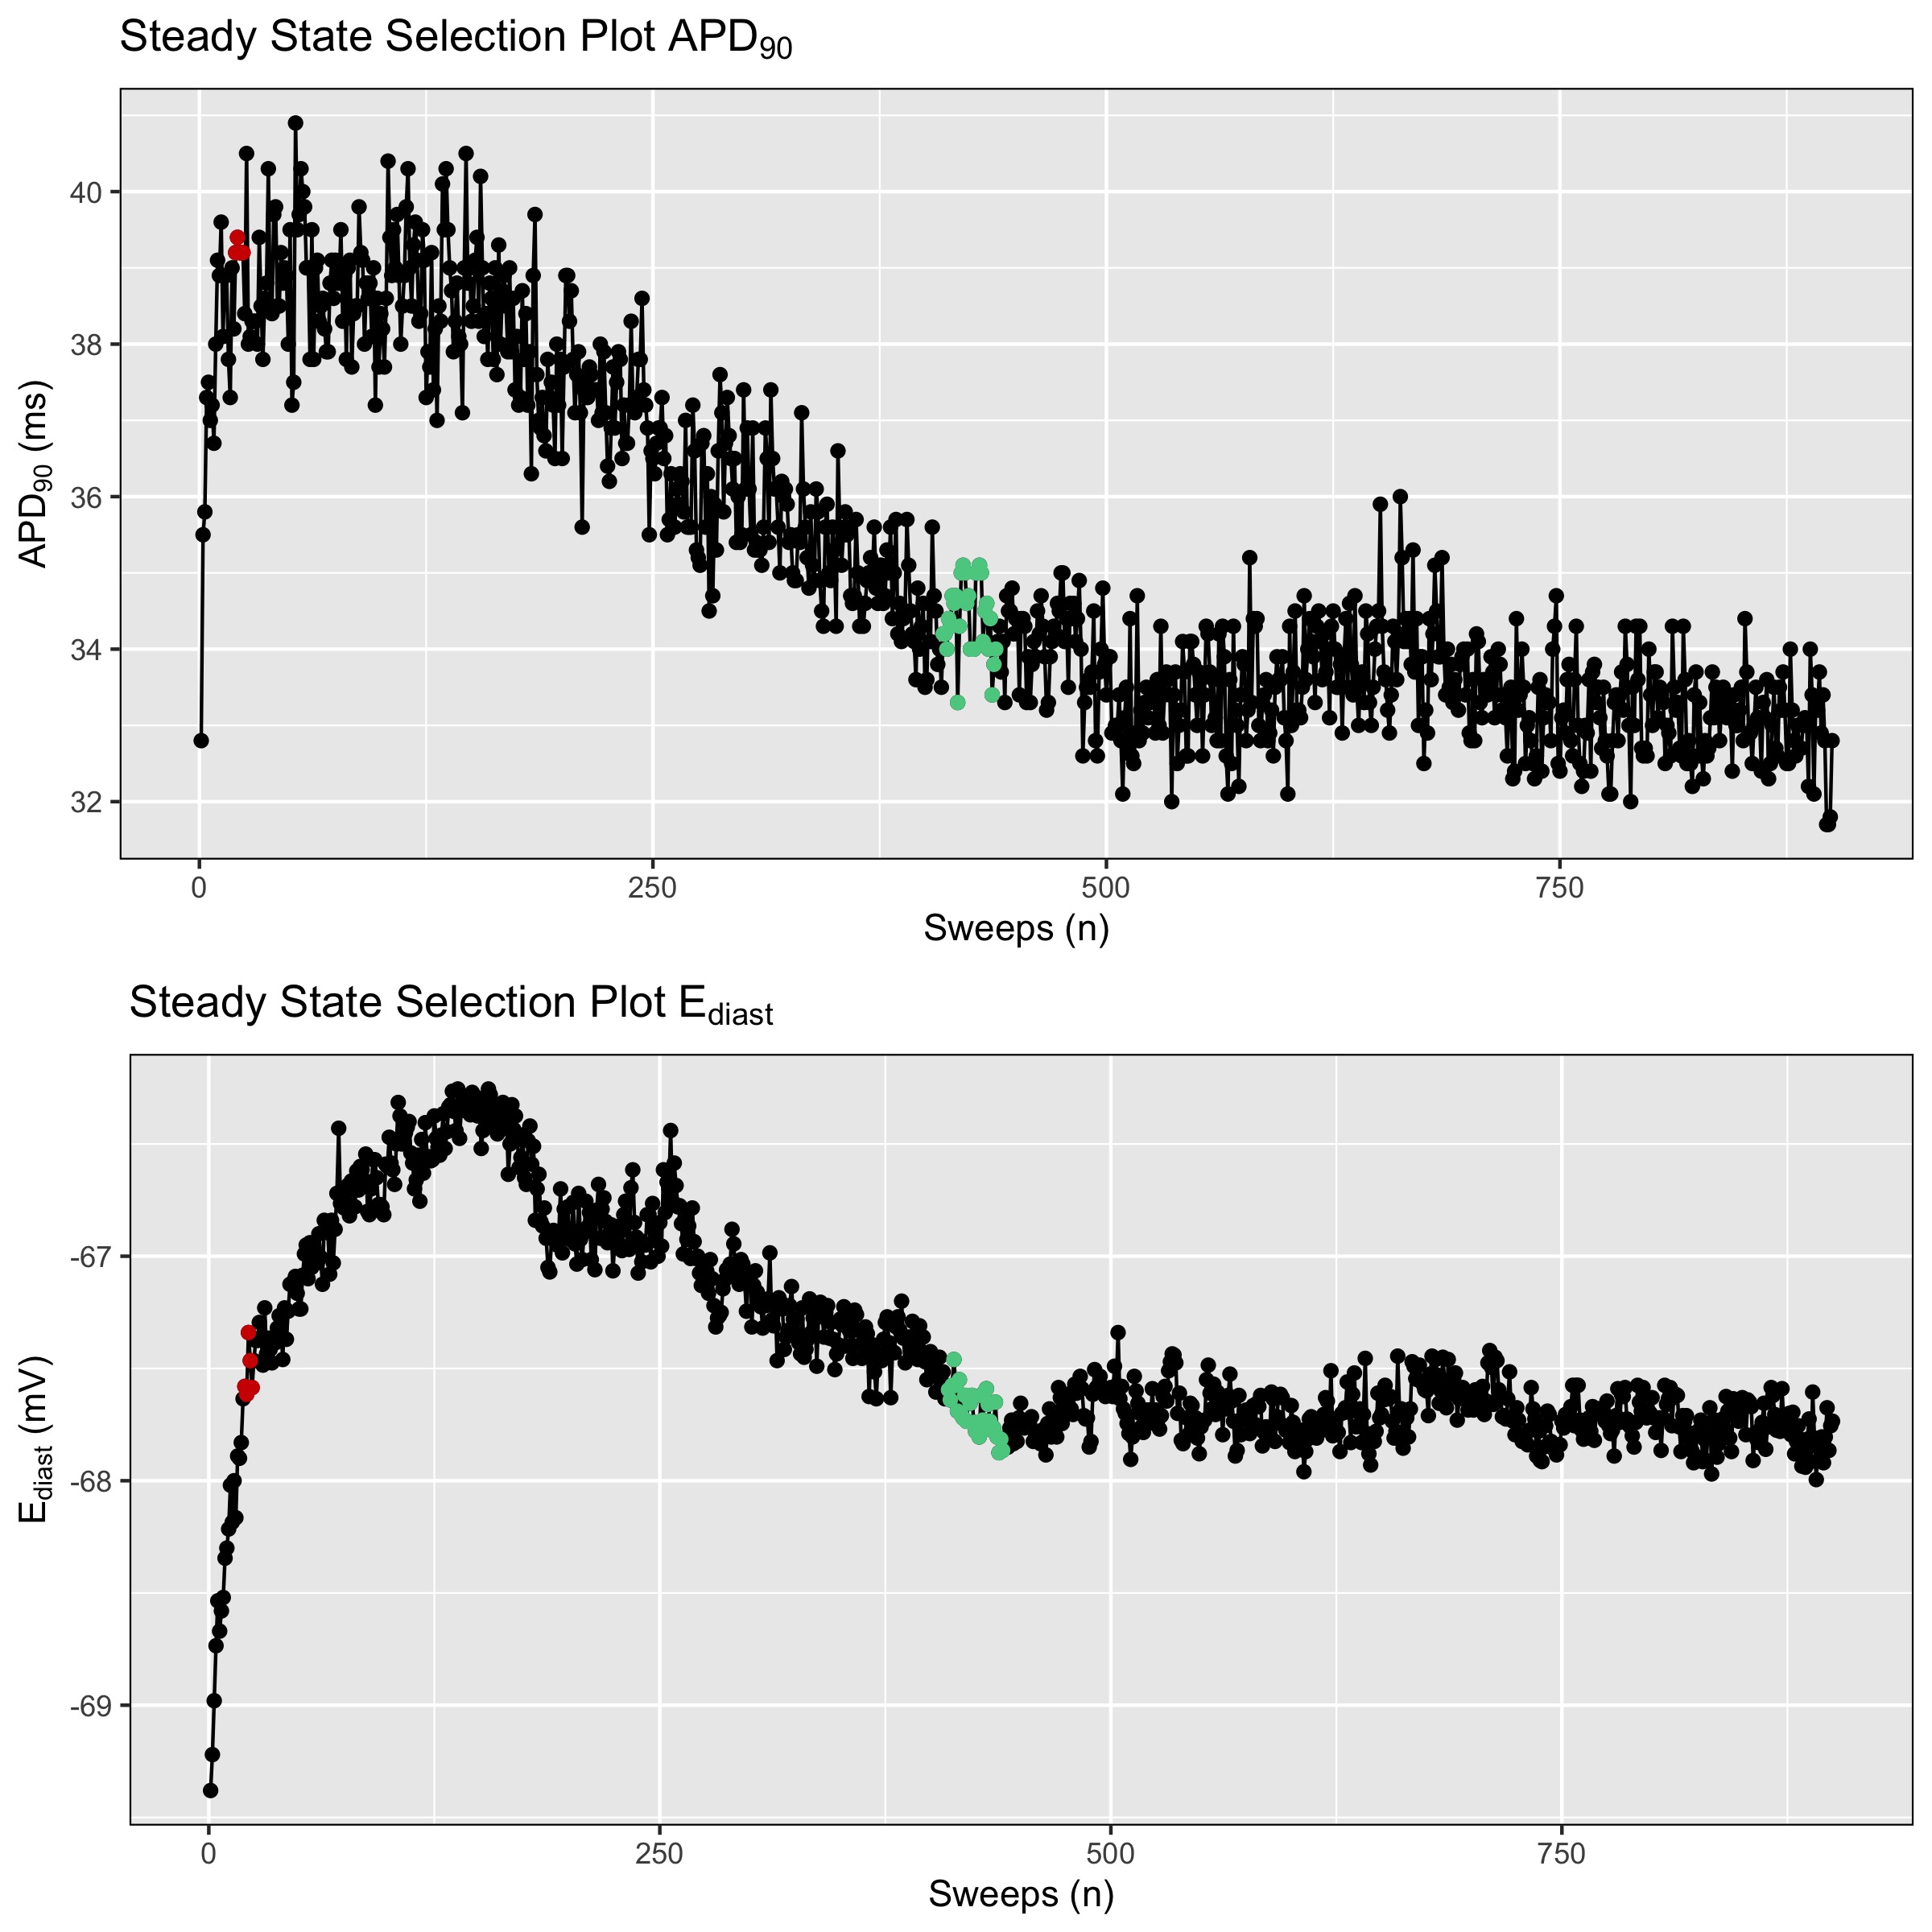 Steady State Selection Plot APD90
APD90 (ms)
40
38
36
34
32
0 250 500 750
Sweeps (n)
Steady State Selection Plot Ediast
Ediast (mV)
-67
-68
-69
0 250 500 750
Sweeps (n)